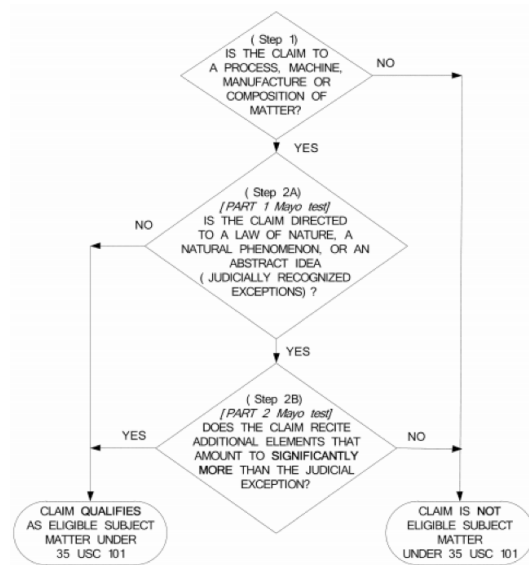 ( Step 1)
IS THE CLAIM TO
A PROCESS, MACHINE,
MANUFACTURE OR
COMPOSITION OF
MATTER?
NO
YES
( Step 2A)
[PART 1 Mayo test]
IS THE CLAIM DIRECTED
TO A LAW OF NATURE, A
NATURAL PHENOMENON, OR AN
ABSTRACT IDEA
( JUDICIALLY RECOGNIZED
EXCEPTIONS) ?
NO
YES
( Step 2B)
[PART 2 Mayo test]
DOES THE CLAIM RECITE
ADDITIONAL ELEMENTS THAT
AMOUNT TO SIGNIFICANTLY
MORE THAN THE JUDICIAL
EXCEPTION?
YES
NO
CLAIM QUALIFIES
AS ELIGIBLE SUBJECT
MATTER UNDER
35 USC 101
CLAIM IS NOT
ELIGIBLE SUBJECT
MATTER
UNDER 35 USC 101